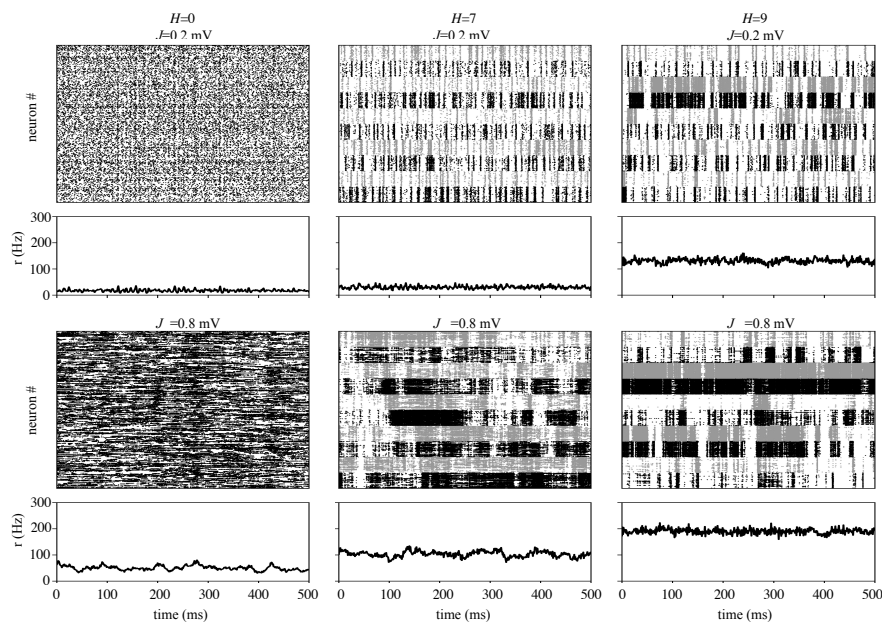 H=0 H=7 H=9
J=0.2 mV J=0.2 mV J=0.2 mV
neuron #
300
200
100
0
r (Hz)
J =0.8 mV J =0.8 mV J =0.8 mV
neuron #
300
200
100
0
r (Hz)
0 100 200 300 400 500 0 100 200 300 400 500 0 100 200 300 400 500
time (ms) time (ms) time (ms)